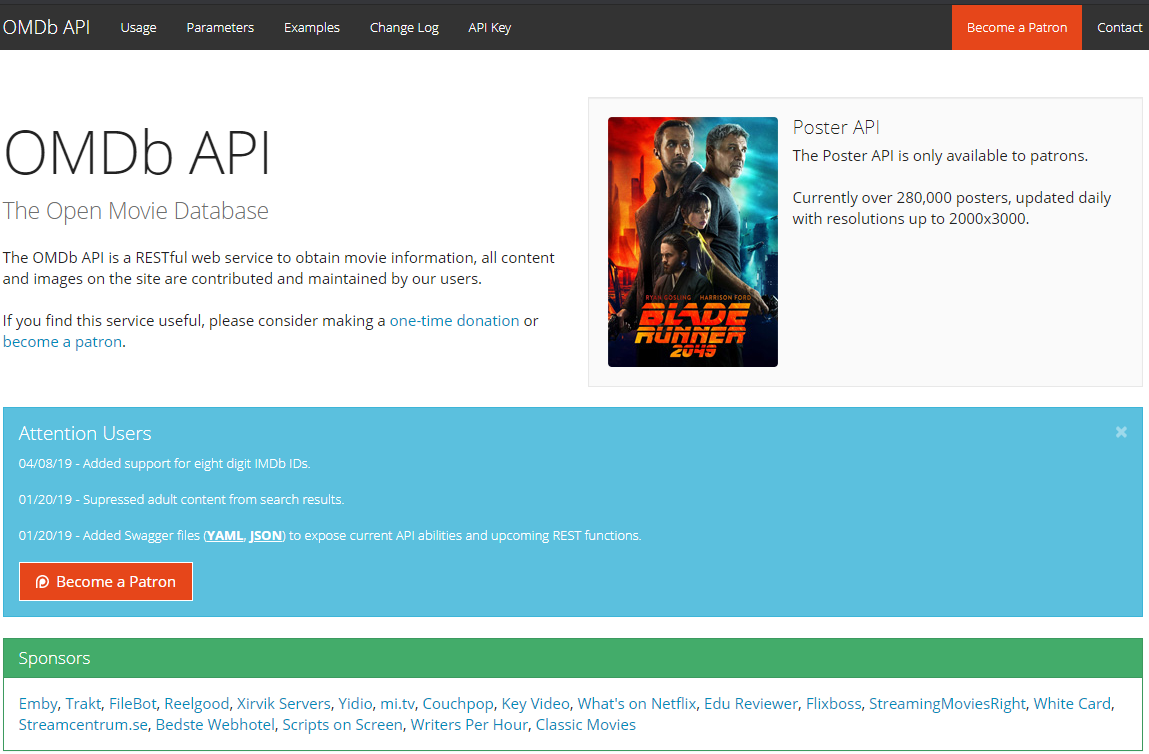 OMDb API Usage Parameters Examples Change Log API Key Become a Patron Contact
OMDb API
The Open Movie Database
The OMDb API is a RESTful web service to obtain movie information, all content
and images on the site are contributed and maintained by our users.
If you find this service useful, please consider making a one-time donation or
become a patron.
RYAN GOSLING / HARRISON FORD
BLADE
RUNNER
2049
Poster API
The Poster API is only available to patrons.
Currently over 280,000 posters, updated daily
with resolutions up to 2000x3000.
Attention Users
×
04/08/19 - Added support for eight digit IMDb IDs.
01/20/19 - Supressed adult content from search results.
01/20/19 - Added Swagger files (YAML, JSON) to expose current API abilities and upcoming REST functions.
Become a Patron
Sponsors
Emby, Trakt, FileBot, Reelgood, Xirvik Servers, Yidio, mi.tv, Couchpop, Key Video, What's on Netflix, Edu Reviewer, Flixboss, StreamingMoviesRight, White Card,
Streamcentrum.se, Bedste Webhotel, Scripts on Screen, Writers Per Hour, Classic Movies